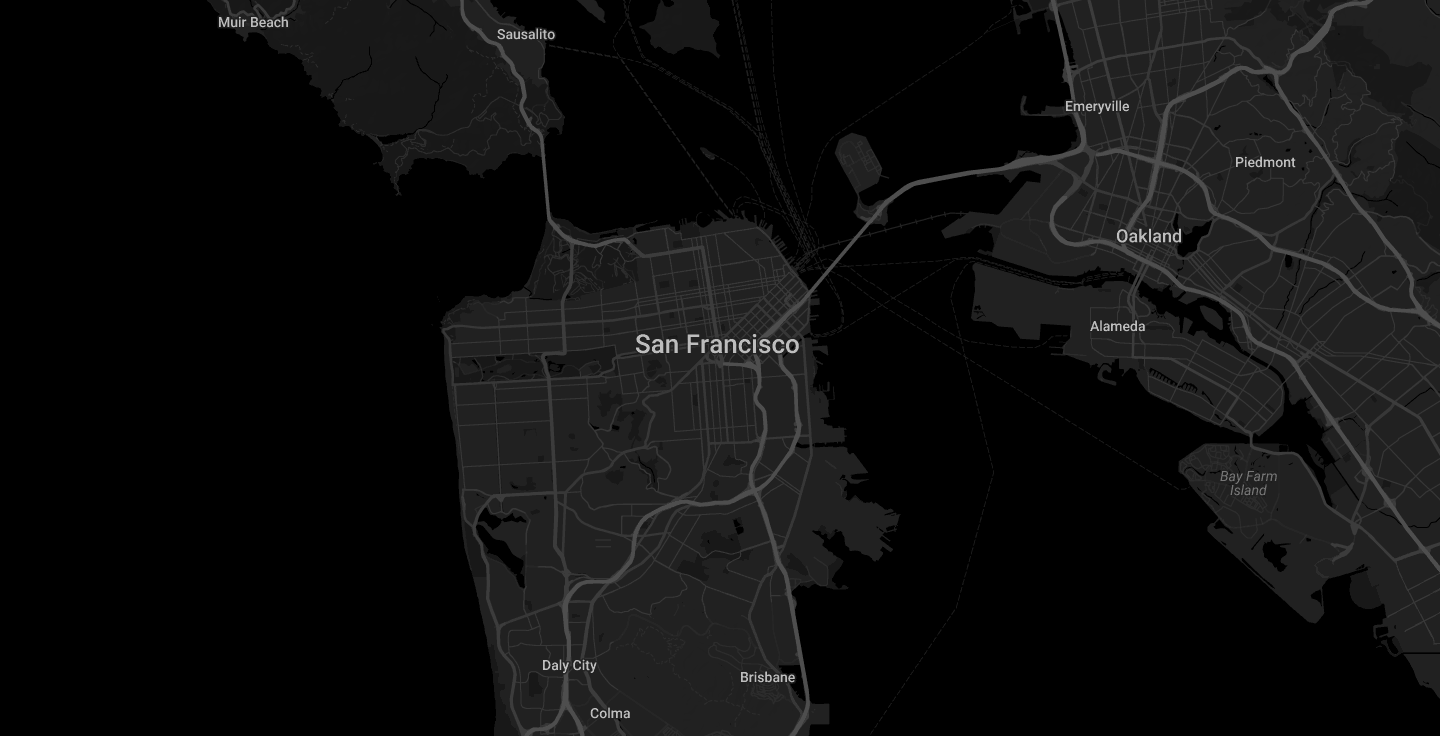 Muir Beach
Sausalito
Emeryville
Piedmont
Oakland
Alameda
San Francisco
Bay Farm
Island
Daly City
Brisbane
Colma